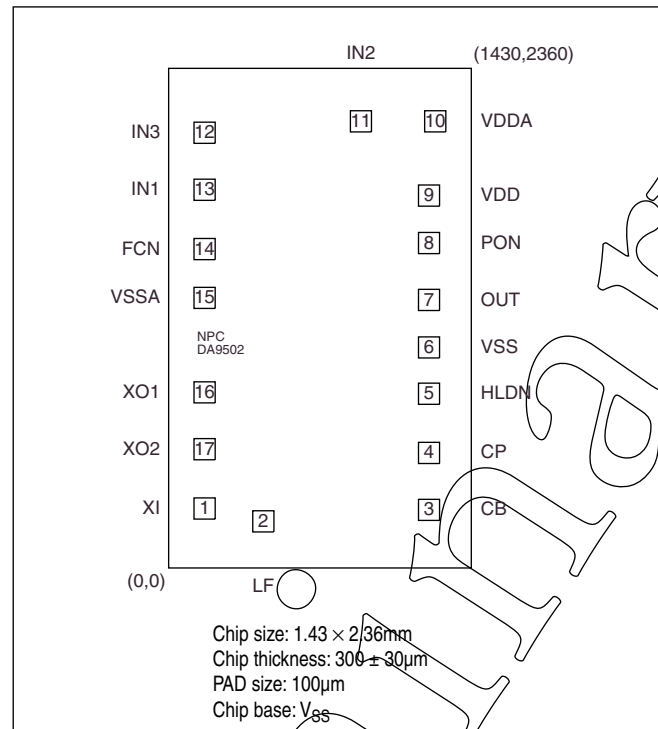 IN2 (1430,2360)
IN3 12 11 10 VDDA
IN1 13 9 VDD
FCN 14 8 PON
VSSA 15 7 OUT
NPC
DA9502
6 VSS
XO1 16 5 HLDN
XO2 17 4 CP
XI 1 2 3 CB
(0,0) LF
Chip size: 1.43 × 2.36mm
Chip thickness: 300 ± 30μm
PAD size: 100μm
Chip base: VSS